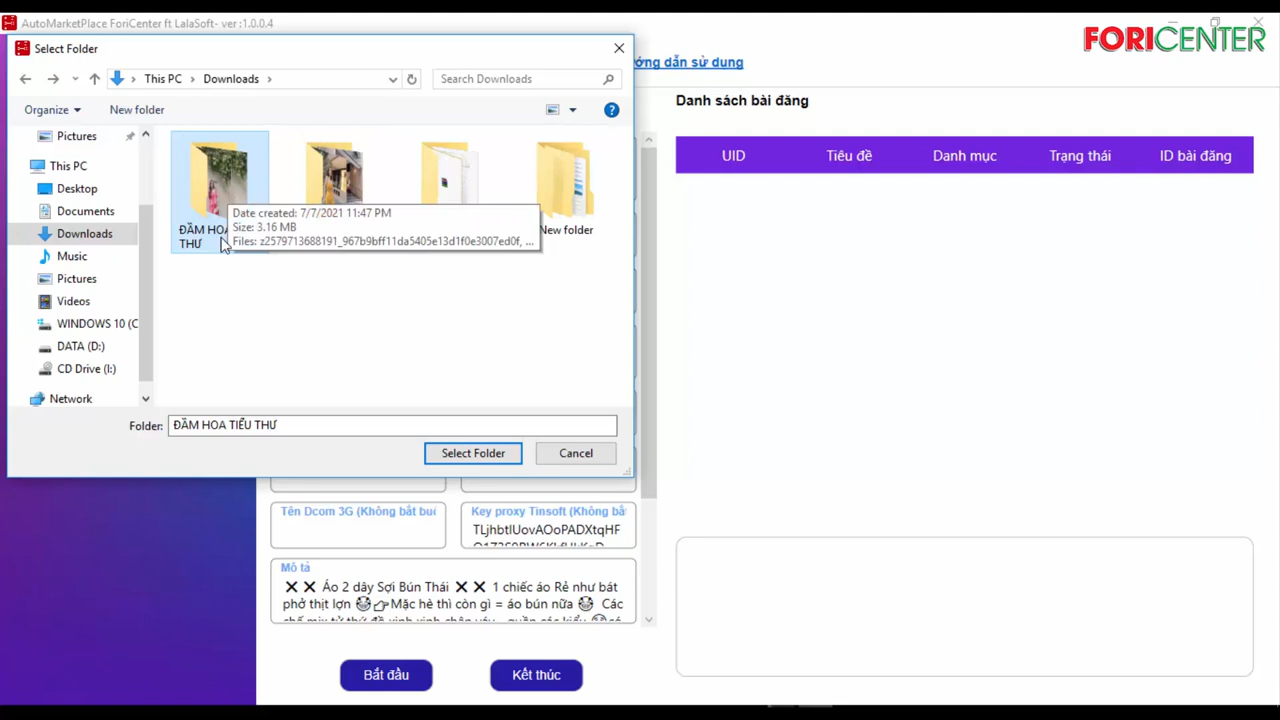 AutoMarketPlace ForiCenter ft LalaSoft- ver :1.0.0.4
FORICENTER
Select Folder
This PC > Downloads >
Search Downloads
Organize
New folder
Pictures
This PC
Desktop
Documents
Downloads
Music
Pictures
Videos
WINDOWS 10 (C
DATA (D:)
CD Drive (I:)
Network
ĐẦM HOA
THƯ
New folder
Date created: 7/7/2021 11:47 PM
Size: 3.16 MB
Files: z2579713688191_967b9bff11da5405e13d1f0e3007ed0f, ...
Folder: ĐẦM HOA TIỂU THƯ
Select Folder
Cancel
ớng dẫn sử dụng
Danh sách bài đăng
UID Tiêu đề Danh mục Trạng thái ID bài đăng
Tên Dcom 3G (Không bắt buộ
Key proxy Tinsoft (Không bắ
TLjhbtlUovAOoPADXtqHF
Mô tả
❌ ❌ Áo 2 dây Sợi Bún Thái ❌ ❌ 1 chiếc áo Rẻ như bát
phở thịt lợn 🤡👉Mặc hè thì còn gì = áo bún nữa 🤡 Các
Bắt đầu
Kết thúc